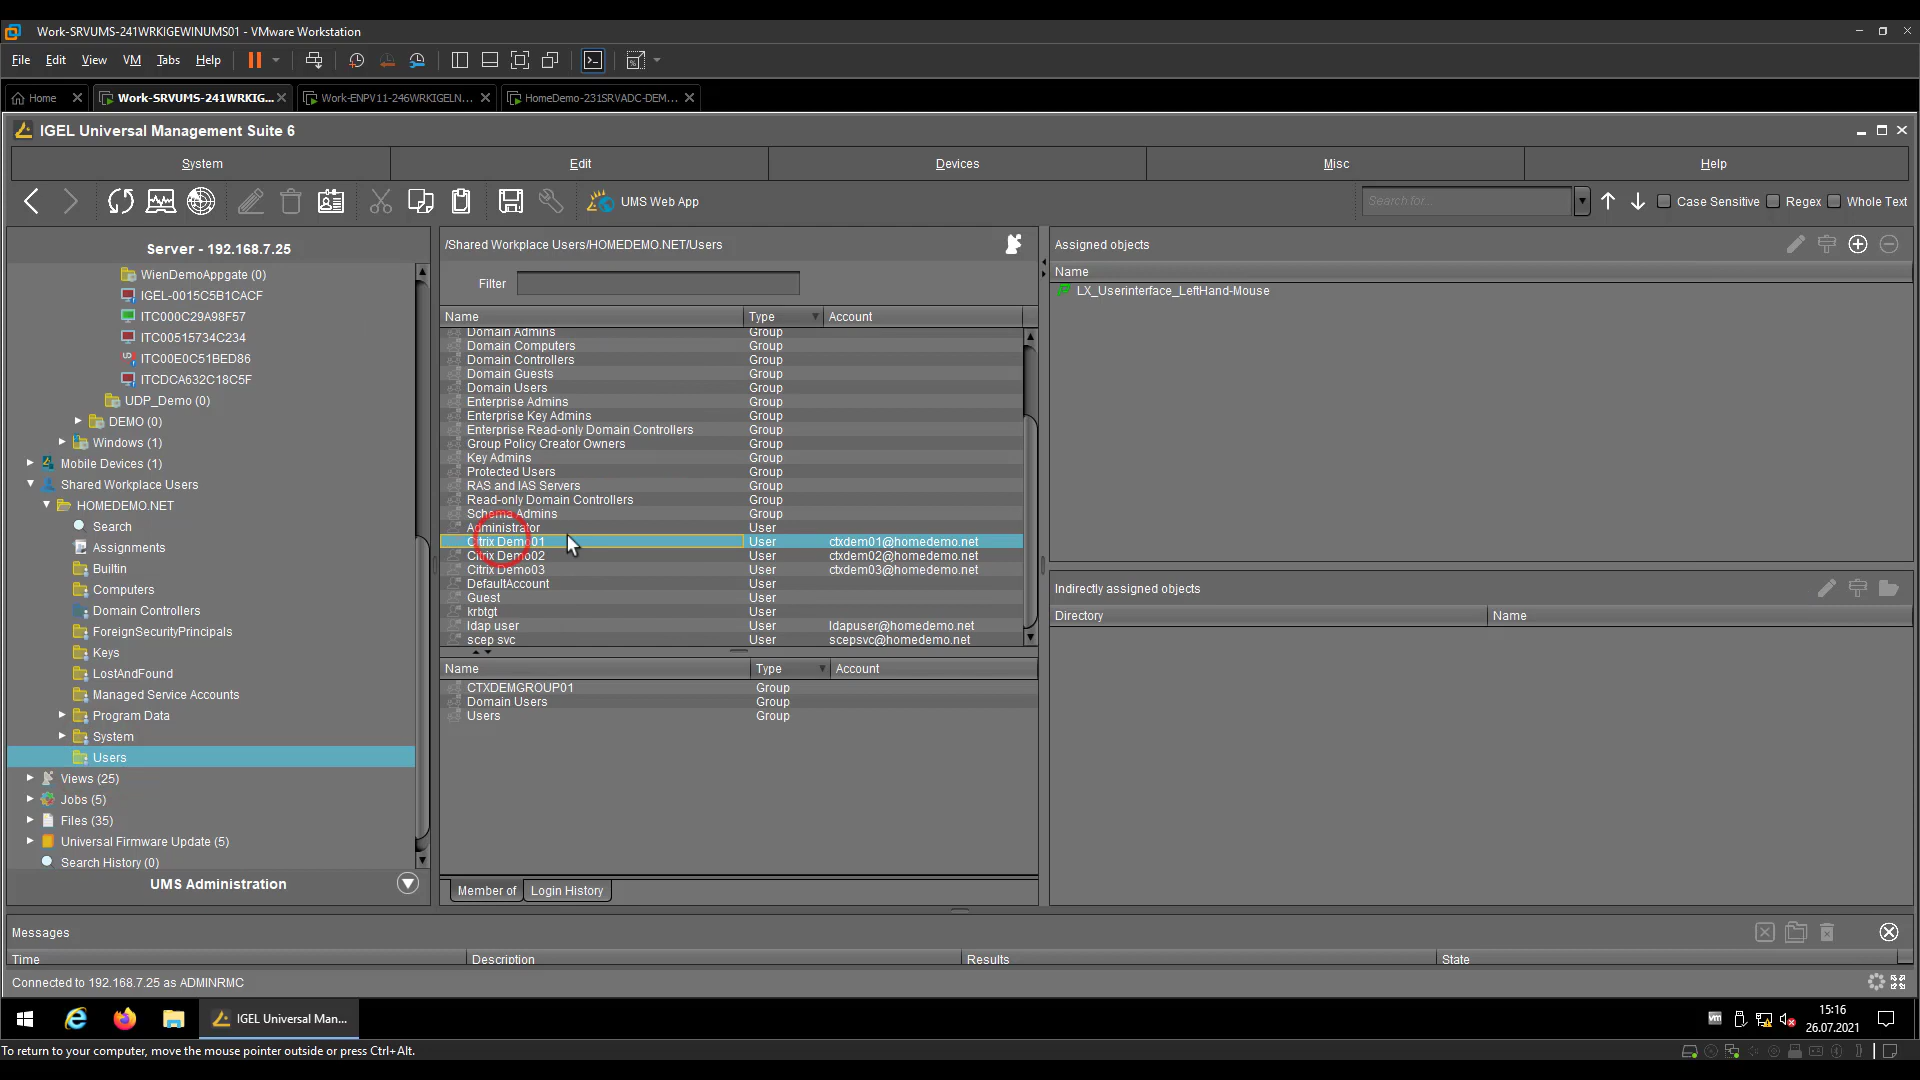 Work-SRVUMS-241WRKIGEWINUMS01 - VMware Workstation
File Edit View VM Tabs Help
Home
Work-SRVUMS-241WRKIG...
Work-ENPV11-246WRKIGELN...
HomeDemo-231SRVADC-DEM...
IGEL Universal Management Suite 6
System Edit Devices Misc Help
UMS Web App
Search for...
Case Sensitive
Regex
Whole Text
Server - 192.168.7.25
WienDemoAppgate (0)
IGEL-0015C5B1CACF
ITC000C29A98F57
ITC00515734C234
ITC00E0C51BED86
ITCDCA632C18C5F
UDP_Demo (0)
DEMO (0)
Windows (1)
Mobile Devices (1)
Shared Workplace Users
HOMEDEMO.NET
Search
Assignments
Builtin
Computers
Domain Controllers
ForeignSecurityPrincipals
Keys
LostAndFound
Managed Service Accounts
Program Data
System
Users
Views (25)
Jobs (5)
Files (35)
Universal Firmware Update (5)
Search History (0)
UMS Administration
/Shared Workplace Users/HOMEDEMO.NET/Users
Filter
Name Type Account
Domain Admins Group
Domain Computers Group
Domain Controllers Group
Domain Guests Group
Domain Users Group
Enterprise Admins Group
Enterprise Key Admins Group
Enterprise Read-only Domain Controllers Group
Group Policy Creator Owners Group
Key Admins Group
Protected Users Group
RAS and IAS Servers Group
Read-only Domain Controllers Group
Schema Admins Group
Administrator User
Citrix Demo01 User ctxdem01@homedemo.net
Citrix Demo02 User ctxdem02@homedemo.net
Citrix Demo03 User ctxdem03@homedemo.net
DefaultAccount User
Guest User
krbtgt User
ldap user User ldapuser@homedemo.net
scep svc User scepsvc@homedemo.net
Name Type Account
CTXDEMGROUP01 Group
Domain Users Group
Users Group
Member of
Login History
Assigned objects
Name
LX_Userinterface_LeftHand-Mouse
Indirectly assigned objects
Directory Name
Messages
Time Description Results State
Connected to 192.168.7.25 as ADMINRMC
IGEL Universal Man...
15:16
26.07.2021
To return to your computer, move the mouse pointer outside or press Ctrl+Alt.